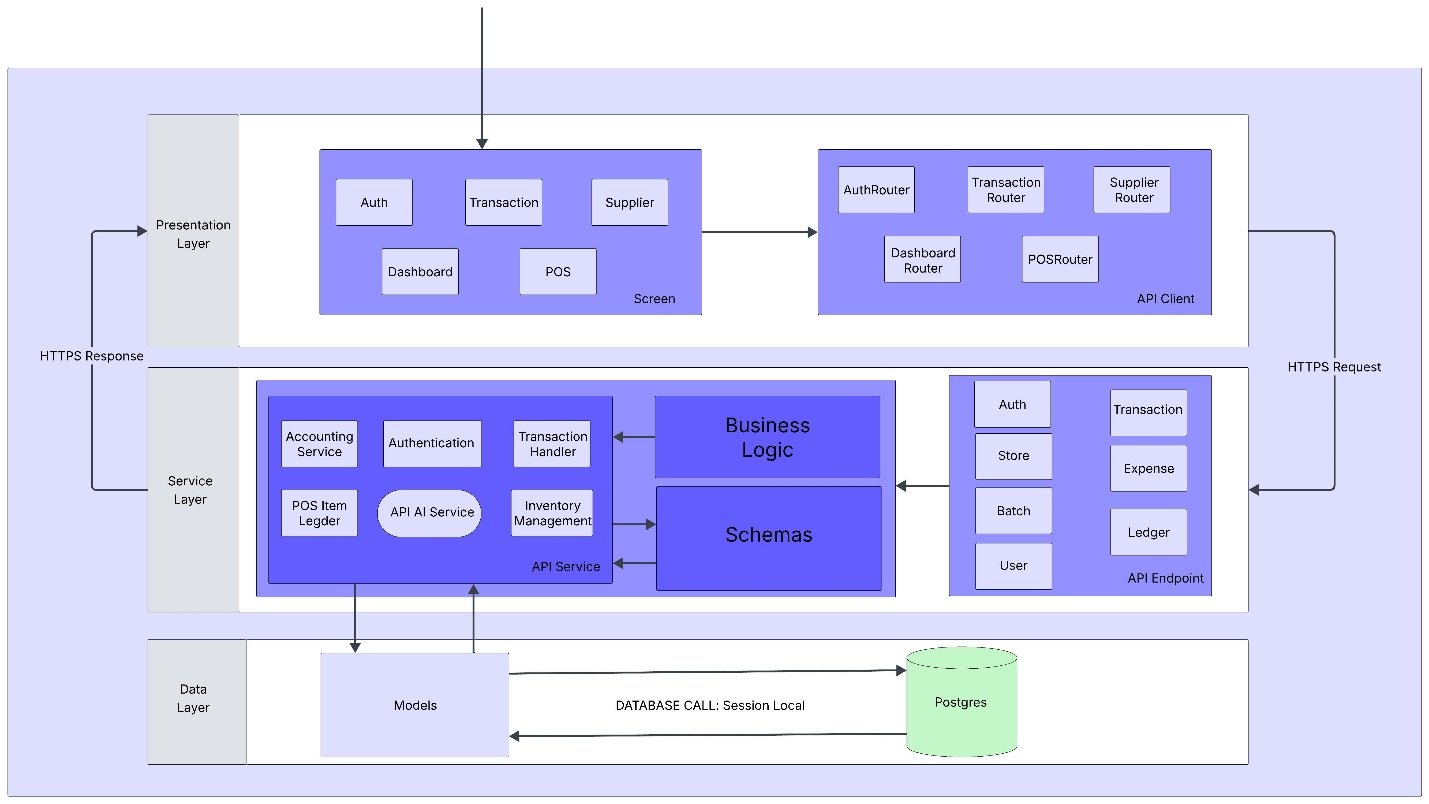 Presentation
Layer
Auth
Transaction
Supplier
Dashboard
POS
Screen
AuthRouter
Transaction
Router
Supplier
Router
Dashboard
Router
POSRouter
API Client
HTTPS Response
HTTPS Request
Service
Layer
Accounting
Service
Authentication
Transaction
Handler
POS Item
Legder
API AI Service
Inventory
Management
API Service
Business
Logic
Schemas
Auth
Store
Batch
User
Transaction
Expense
Ledger
API Endpoint
Data
Layer
Models
DATABASE CALL: Session Local
Postgres